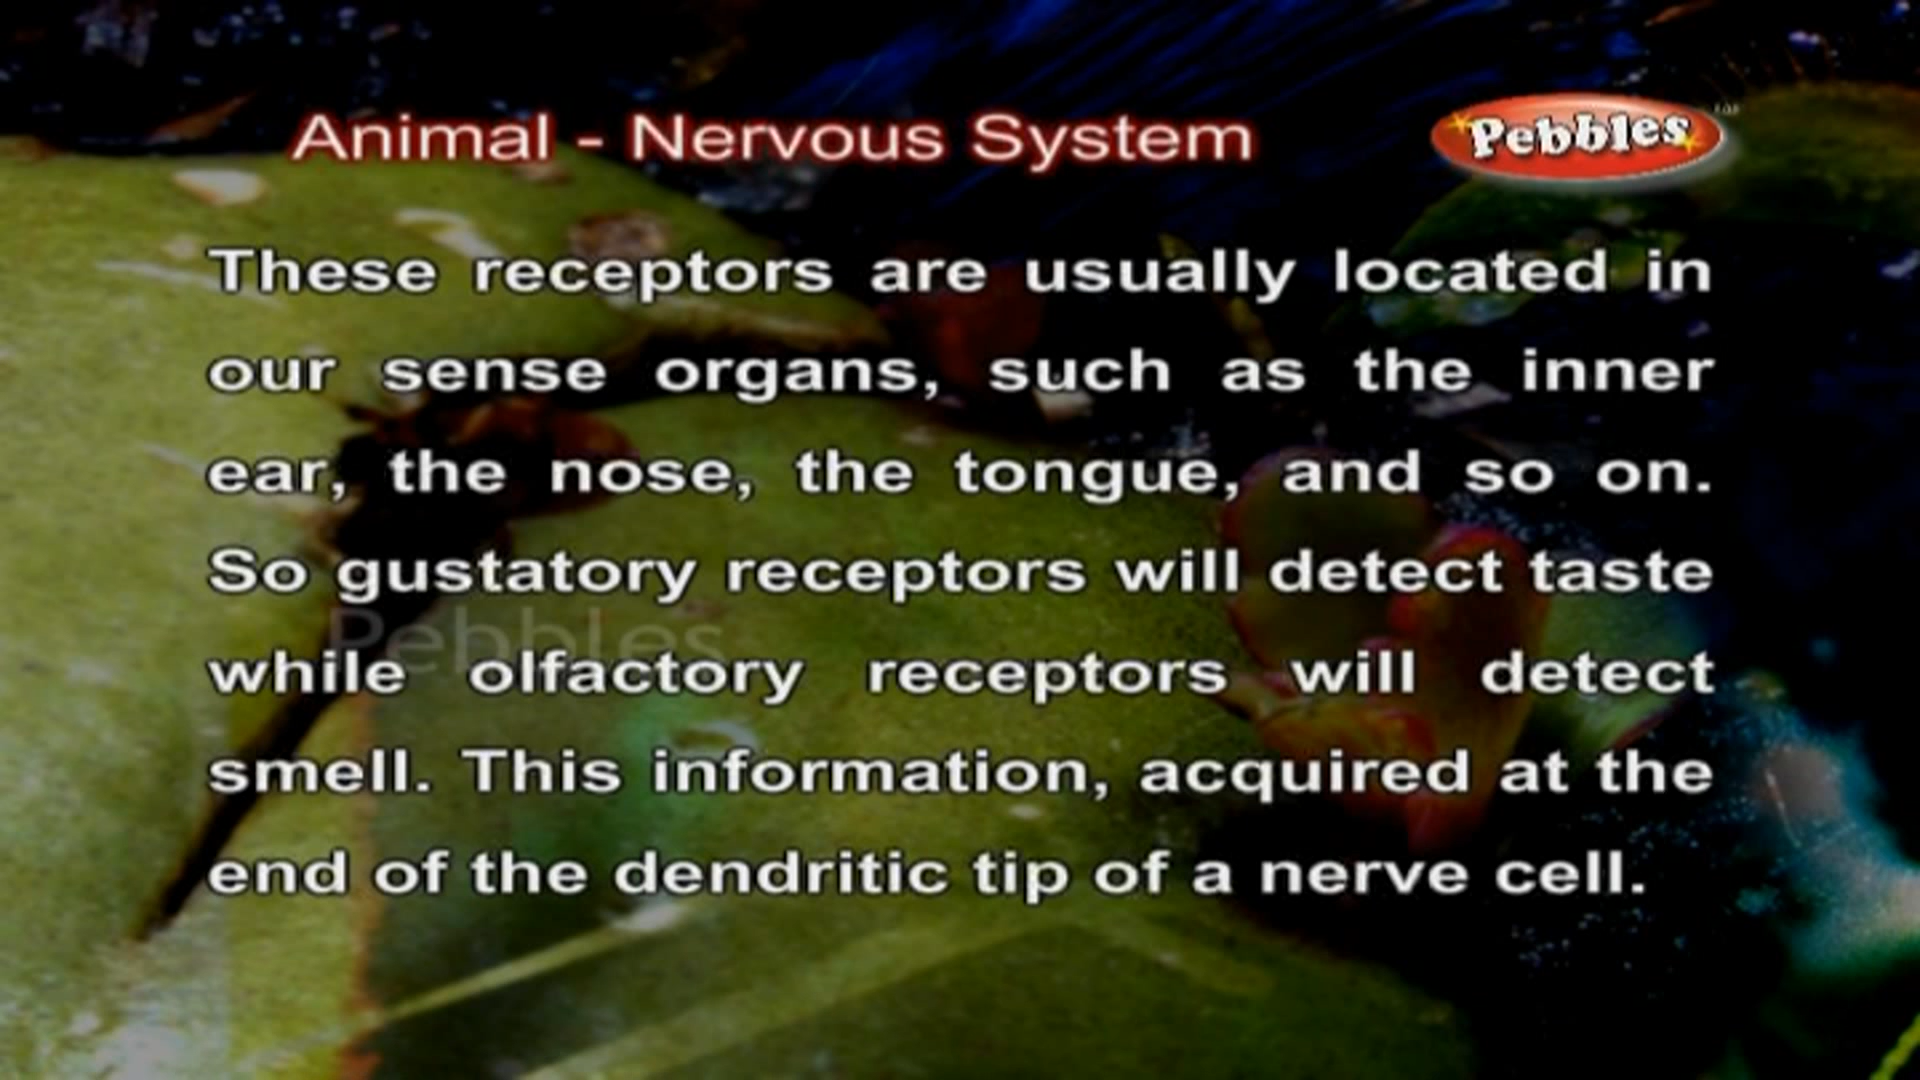 Animal - Nervous System
Pebbles
These receptors are usually located in
our sense organs, such as the inner
ear, the nose, the tongue, and so on.
So gustatory receptors will detect taste
Pebbles
while olfactory receptors will detect
smell. This information, acquired at the
end of the dendritic tip of a nerve cell.